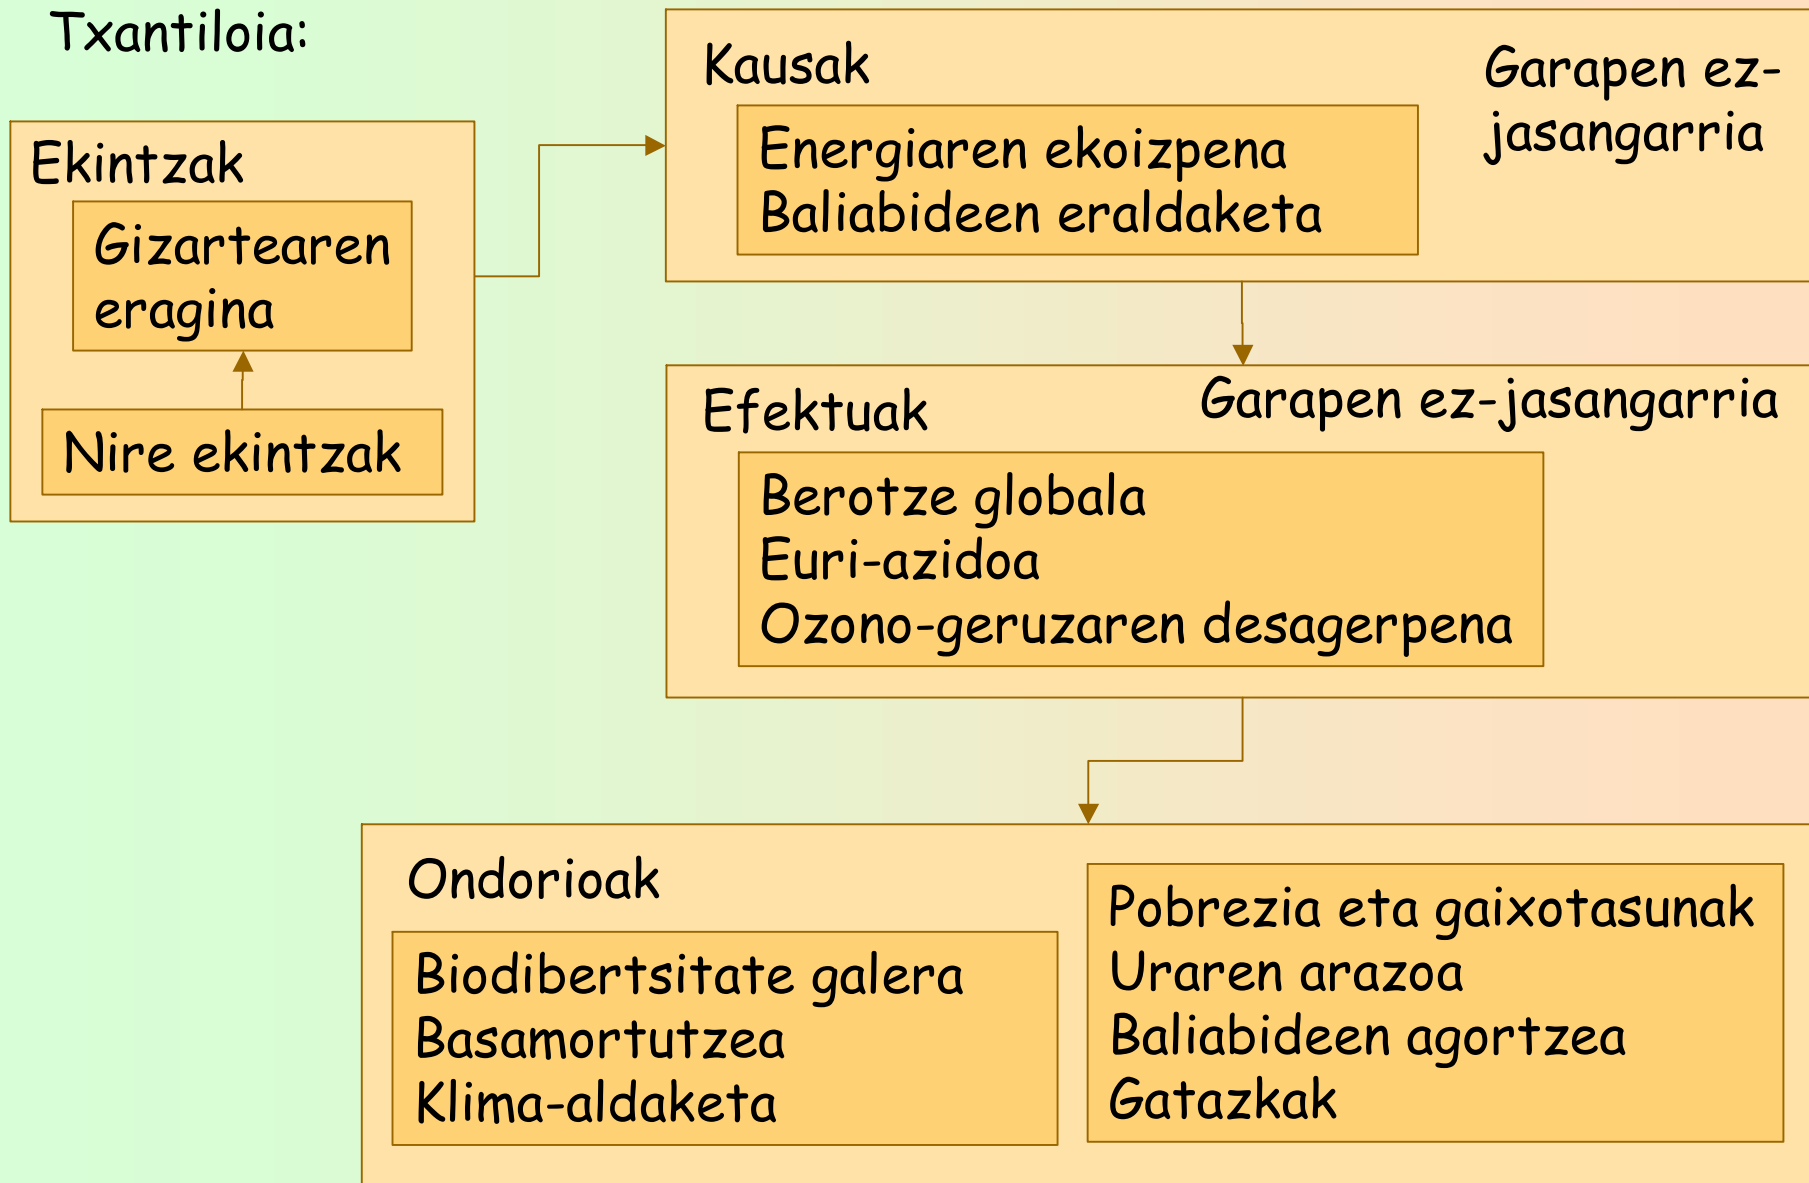 Txantiloia:
Ekintzak
Gizartearen
eragina
Nire ekintzak
Kausak
Garapen ez-
jasangarria
Energiaren ekoizpena
Baliabideen eraldaketa
Efektuak
Garapen ez-jasangarria
Berotze globala
Euri-azidoa
Ozono-geruzaren desagerpena
Ondorioak
Biodibertsitate galera
Basamortutzea
Klima-aldaketa
Pobrezia eta gaixotasunak
Uraren arazoa
Baliabideen agortzea
Gatazkak